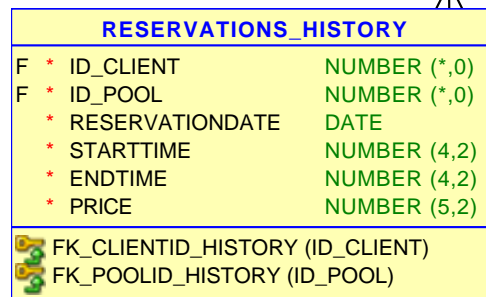 RESERVATIONS_HISTORY
F * ID_CLIENT NUMBER (*,0)
F * ID_POOL NUMBER (*,0)
* RESERVATIONDATE DATE
* STARTTIME NUMBER (4,2)
* ENDTIME NUMBER (4,2)
* PRICE NUMBER (5,2)
FK_CLIENTID_HISTORY (ID_CLIENT)
FK_POOLID_HISTORY (ID_POOL)